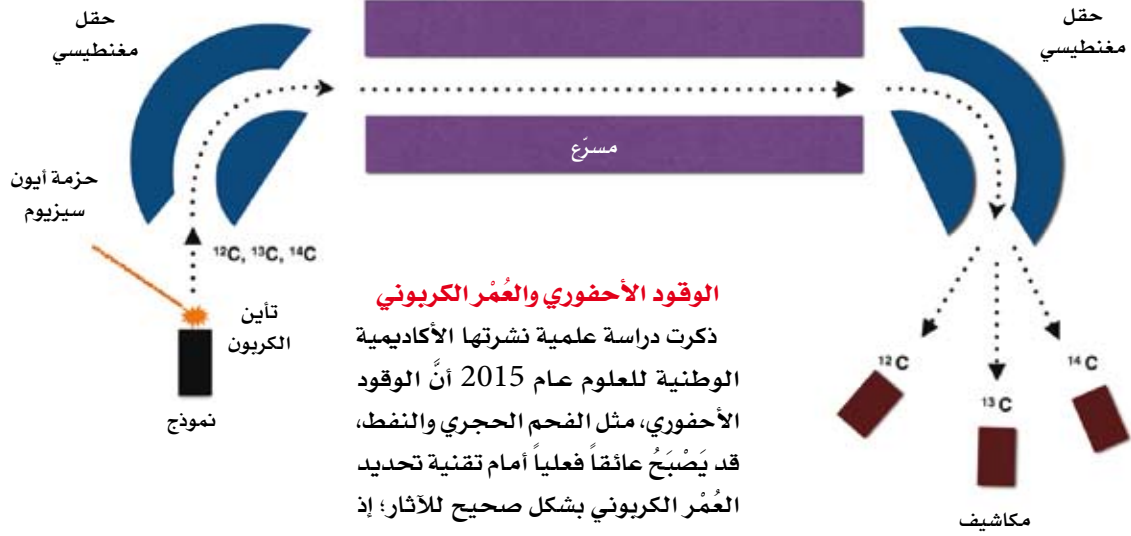 حقل
مغنطيسي
حقل
مغنطيسي
مسرّع
حزمة أيون
سيزيوم
¹²C, ¹³C, ¹⁴C
تأين
الكربون
نموذج
الوقود الأحفوري والعُمْر الكربوني
ذكرت دراسة علمية نشرتها الأكاديمية
الوطنية للعلوم عام 2015 أنَّ الوقود
الأحفوري، مثل الفحم الحجري والنفط،
قد يَصْبَحُ عائقاً فعلياً أمام تقنية تحديد
العُمْر الكربوني بشكل صحيح للآثار؛ إذ
¹²C
¹³C
¹⁴C
مكاشيف